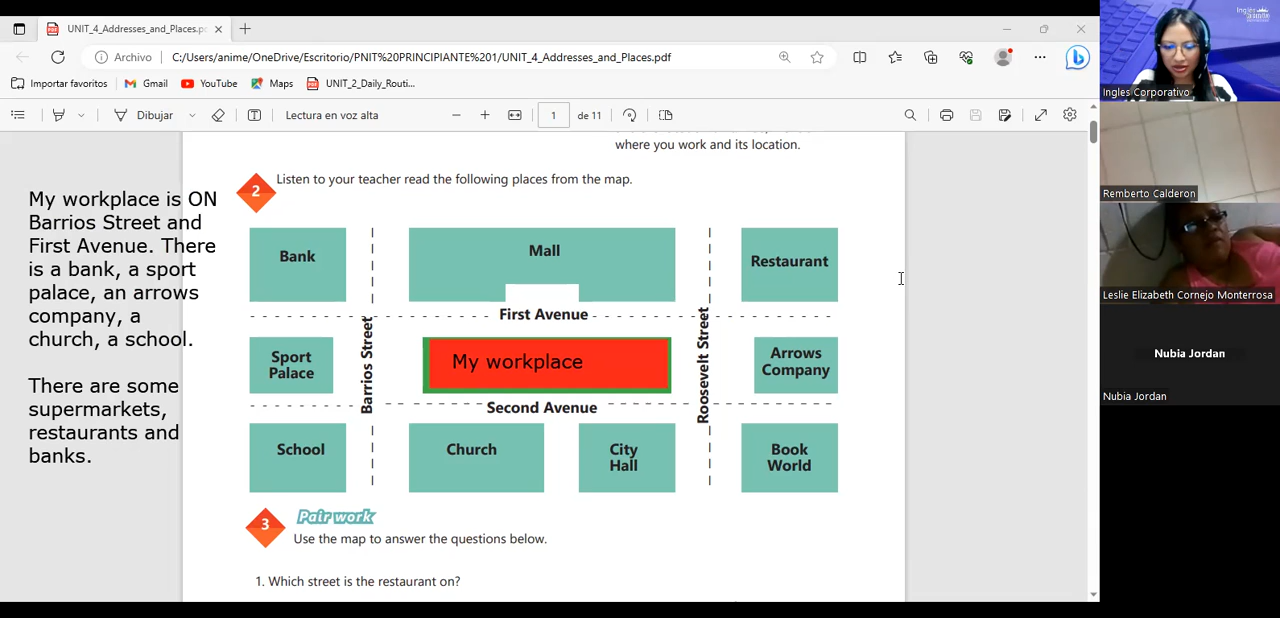 UNIT_4_Addresses_and_Places.pc
Archivo
C:/Users/anime/OneDrive/Escritorio/PNIT%20PRINCIPIANTE%201/UNIT_4_Addresses_and_Places.pdf
Importar favoritos
Gmail
YouTube
Maps
UNIT_2_Daily_Routi...
Dibujar
Lectura en voz alta
1
de 11
where you work and its location.
2
Listen to your teacher read the following places from the map.
My workplace is ON
Barrios Street and
First Avenue. There
is a bank, a sport
palace, an arrows
company, a
church, a school.
There are some
supermarkets,
restaurants and
banks.
Bank
Mall
Restaurant
First Avenue
Barrios Street
Roosevelt Street
Sport
Palace
My workplace
Arrows
Company
Second Avenue
School
Church
City
Hall
Book
World
3
Pair work
Use the map to answer the questions below.
1. Which street is the restaurant on?
Ingles Corporativo
Remberto Calderon
Leslie Elizabeth Cornejo Monterrosa
Nubia Jordan
Nubia Jordan